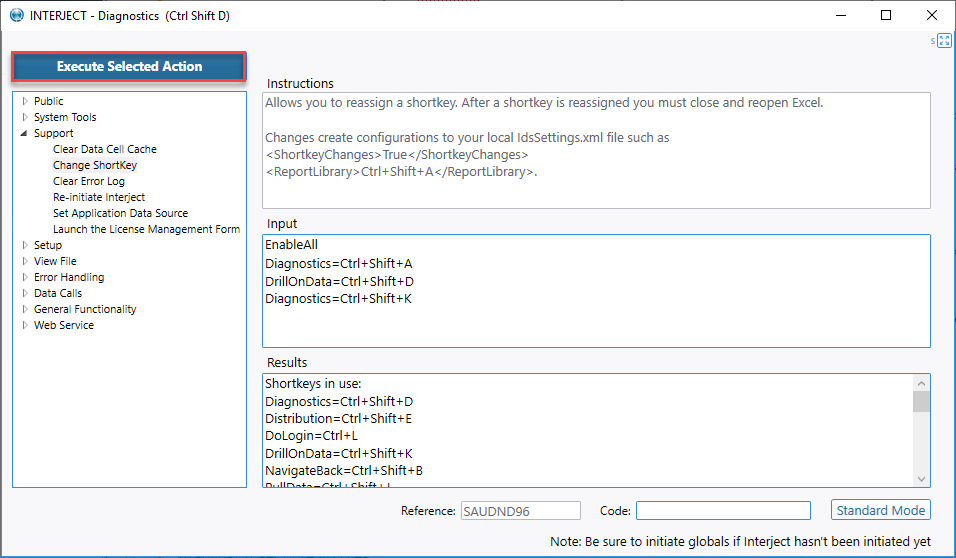 INTERJECT - Diagnostics (Ctrl Shift D)
s
Execute Selected Action
Public
System Tools
Support
Clear Data Cell Cache
Change ShortKey
Clear Error Log
Re-initiate Interject
Set Application Data Source
Launch the License Management Form
Setup
View File
Error Handling
Data Calls
General Functionality
Web Service
Instructions
Allows you to reassign a shortkey. After a shortkey is reassigned you must close and reopen Excel.
Changes create configurations to your local IdsSettings.xml file such as
<ShortkeyChanges>True</ShortkeyChanges>
<ReportLibrary>Ctrl+Shift+A</ReportLibrary>.
Input
EnableAll
Diagnostics=Ctrl+Shift+A
DrillOnData=Ctrl+Shift+D
Diagnostics=Ctrl+Shift+K
Results
Shortkeys in use:
Diagnostics=Ctrl+Shift+D
Distribution=Ctrl+Shift+E
DoLogin=Ctrl+L
DrillOnData=Ctrl+Shift+K
NavigateBack=Ctrl+Shift+B
PullData=Ctrl+Shift+J
Reference: SAUDND96 Code: Standard Mode
Note: Be sure to initiate globals if Interject hasn't been initiated yet